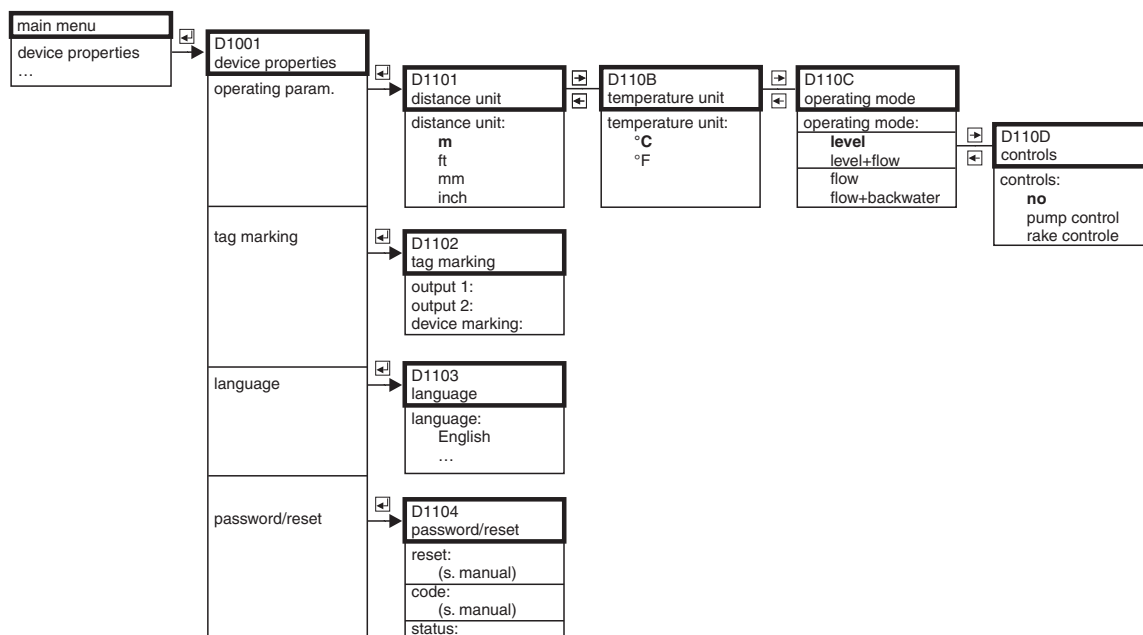 main menu
device properties
…
D1001
device properties
operating param.
D1101
distance unit
distance unit:
m
ft
mm
inch
D110B
temperature unit
temperature unit:
°C
°F
D110C
operating mode
operating mode:
level
level+flow
flow
flow+backwater
D110D
controls
controls:
no
pump control
rake controle
tag marking
D1102
tag marking
output 1:
output 2:
device marking:
language
D1103
language
language:
English
…
password/reset
D1104
password/reset
reset:
(s. manual)
code:
(s. manual)
status: